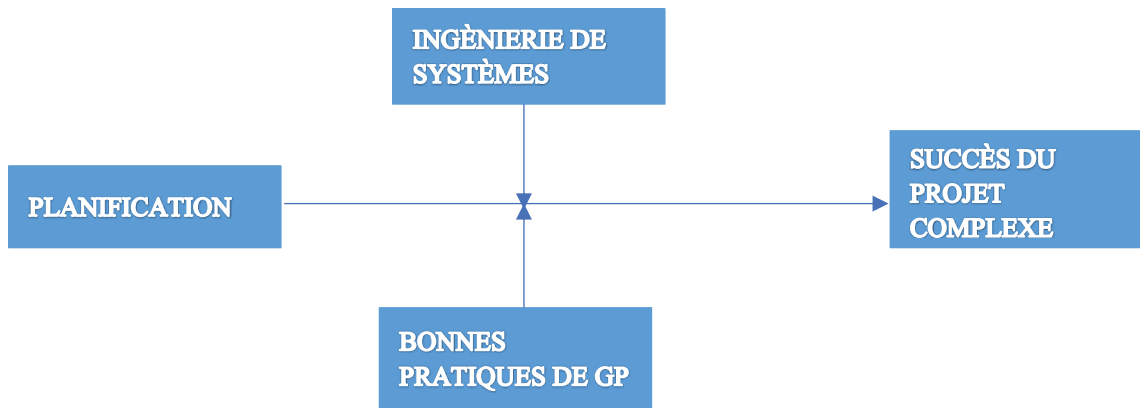 INGÈNIERIE DE
SYSTÈMES
PLANIFICATION
SUCCÈS DU
PROJET
COMPLEXE
BONNES
PRATIQUES DE GP